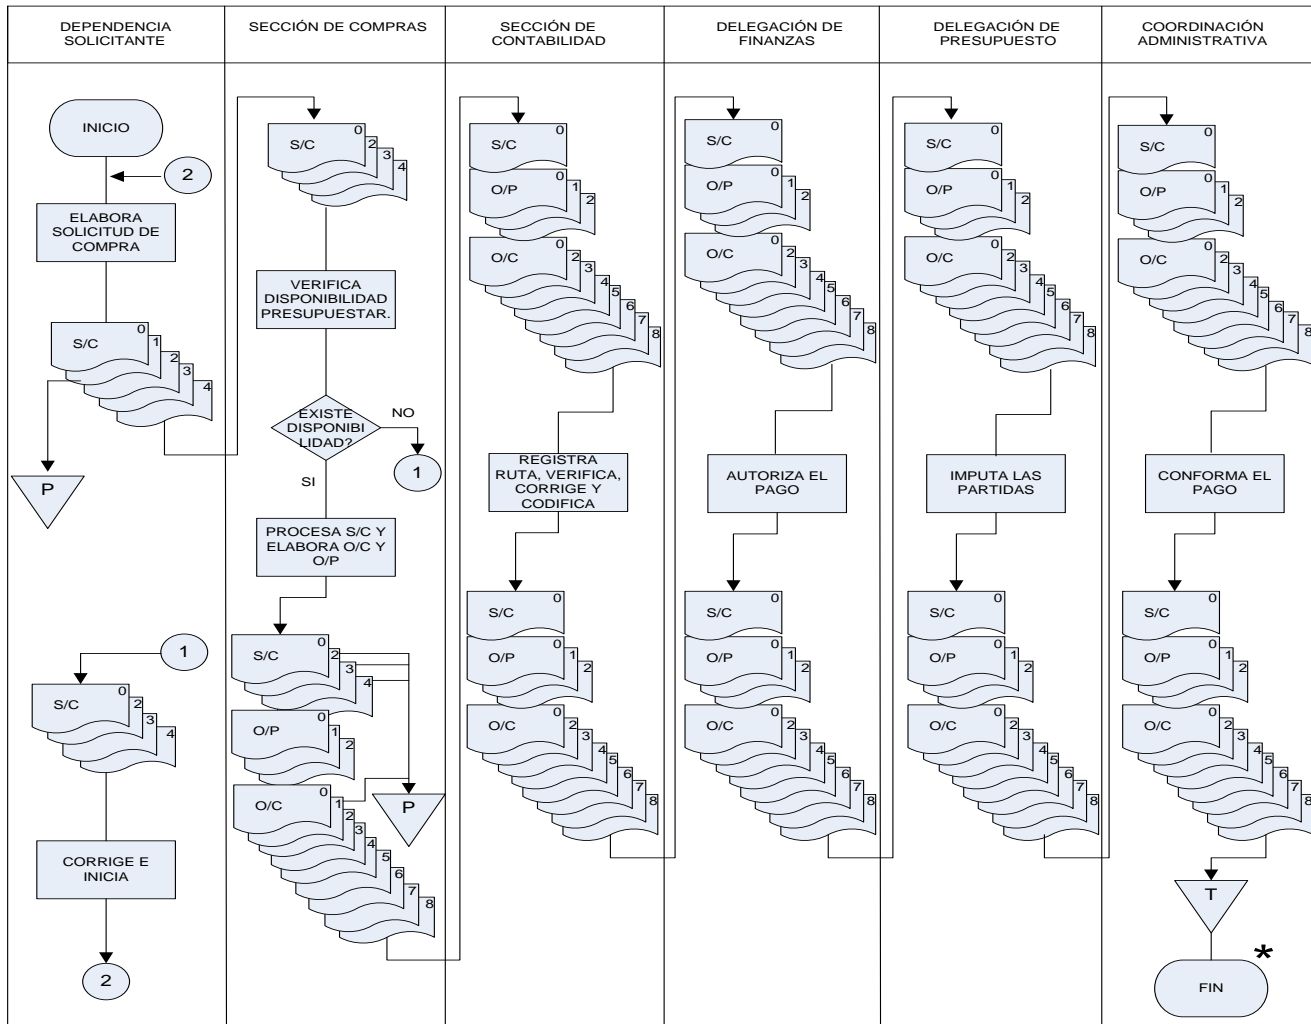 DEPENDENCIA
SOLICITANTE
SECCIÓN DE COMPRAS
SECCIÓN DE
CONTABILIDAD
DELEGACIÓN DE
FINANZAS
DELEGACIÓN DE
PRESUPUESTO
COORDINACIÓN
ADMINISTRATIVA
INICIO
2
ELABORA
SOLICITUD DE
COMPRA
S/C
0
1
2
3
4
P
1
S/C
0
2
3
4
CORRIGE E
INICIA
2
S/C
0
2
3
4
VERIFICA
DISPONIBILIDAD
PRESUPUESTAR.
EXISTE
DISPONIBI
LIDAD?
NO
1
SI
PROCESA S/C Y
ELABORA O/C Y
O/P
S/C
0
2
3
4
O/P
0
1
2
O/C
0
1
2
3
4
5
6
7
8
P
S/C
0
O/P
0
1
2
O/C
0
2
3
4
5
6
7
8
REGISTRA
RUTA, VERIFICA,
CORRIGE Y
CODIFICA
S/C
0
O/P
0
1
2
O/C
0
2
3
4
5
6
7
8
S/C
0
O/P
0
1
2
O/C
0
2
3
4
5
6
7
8
AUTORIZA EL
PAGO
S/C
0
O/P
0
1
2
O/C
0
2
3
4
5
6
7
8
S/C
0
O/P
0
1
2
O/C
0
2
3
4
5
6
7
8
IMPUTA LAS
PARTIDAS
S/C
0
O/P
0
1
2
O/C
0
2
3
4
5
6
7
8
S/C
0
O/P
0
1
2
O/C
0
2
3
4
5
6
7
8
CONFORMA EL
PAGO
S/C
0
O/P
0
1
2
O/C
0
2
3
4
5
6
7
8
T
*
FIN